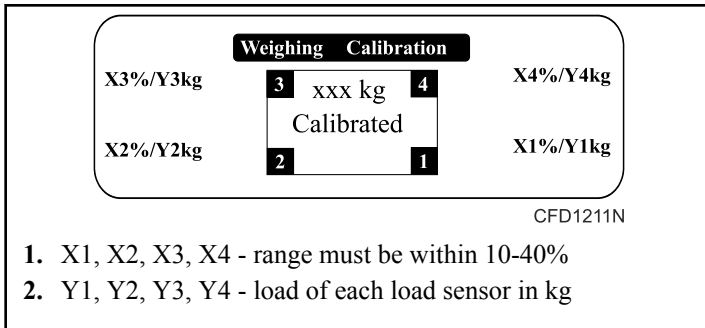 Weighing Calibration
X3%/Y3kg 3 xxx kg 4 X4%/Y4kg
Calibrated
X2%/Y2kg 2 1 X1%/Y1kg
CFD1211N
1. X1, X2, X3, X4 - range must be within 10-40%
2. Y1, Y2, Y3, Y4 - load of each load sensor in kg